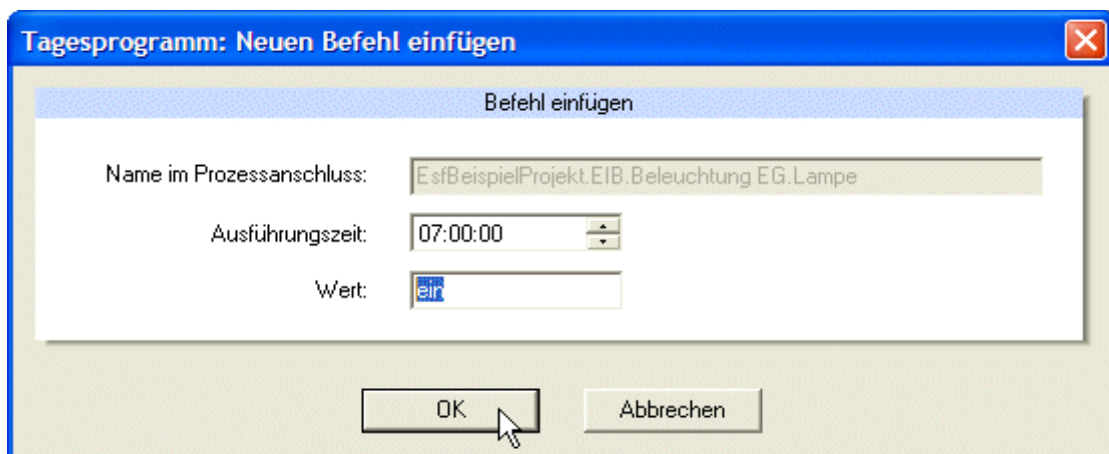 Tagesprogramm: Neuen Befehl einfügen
Befehl einfügen
Name im Prozessanschluss: EsfBeispielProjekt.EIB.Beleuchtung EG.Lampe
Ausführungszeit: 07:00:00
Wert: ein
OK Abbrechen